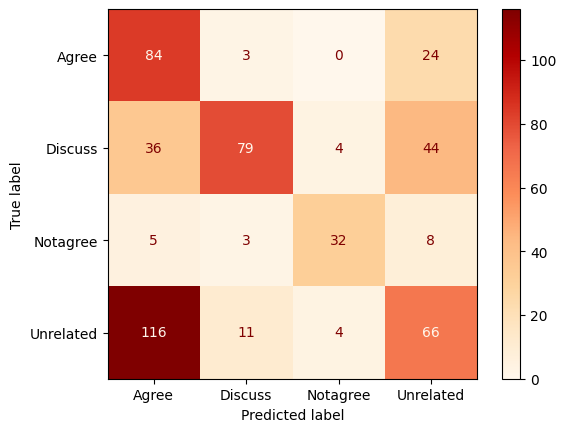 Agree 84 3 0 24
Discuss 36 79 4 44
Notagree 5 3 32 8
Unrelated 116 11 4 66
Agree Discuss Notagree Unrelated
Predicted label
True label
100
80
60
40
20
0